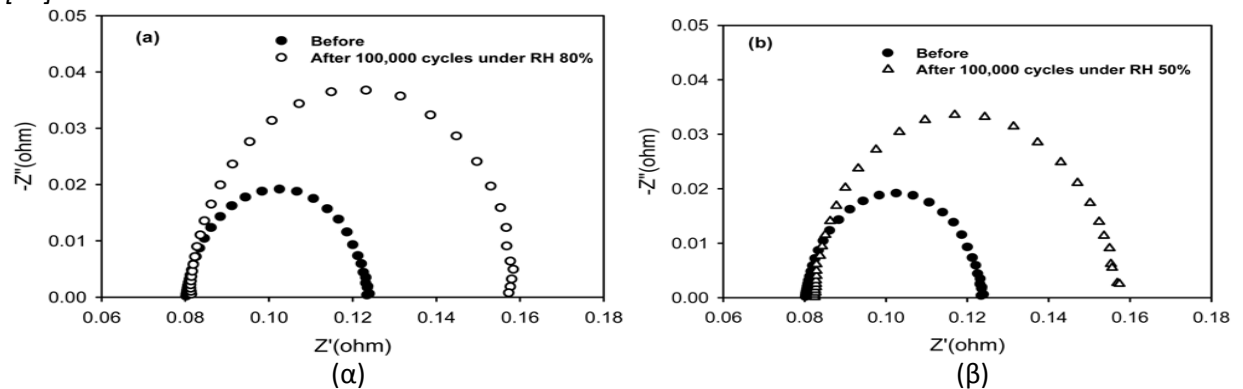 (a)
Before
After 100,000 cycles under RH 80%
-Z"(ohm)
0.05
0.04
0.03
0.02
0.01
0.00
0.06 0.08 0.10 0.12 0.14 0.16 0.18
Z'(ohm)
(α)
(b)
Before
After 100,000 cycles under RH 50%
-Z"(ohm)
0.05
0.04
0.03
0.02
0.01
0.00
0.06 0.08 0.10 0.12 0.14 0.16 0.18
Z'(ohm)
(β)